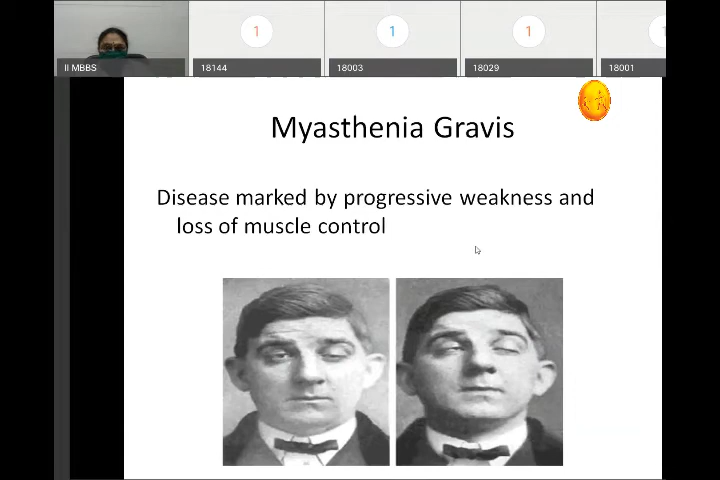 1
1
1
II MBBS
18144
18003
18029
18001
Myasthenia Gravis
Disease marked by progressive weakness and
loss of muscle control